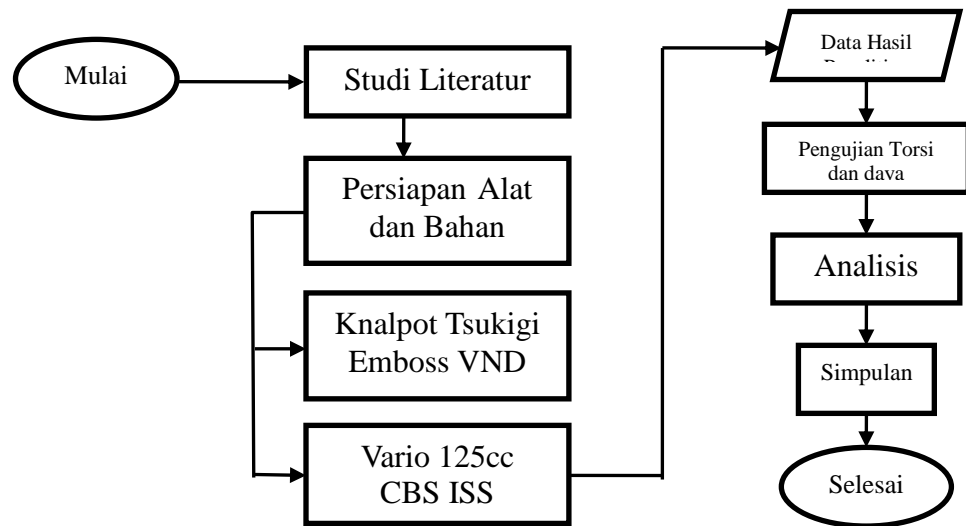 Mulai
Studi Literatur
Persiapan Alat
dan Bahan
Knalpot Tsukigi
Emboss VND
Vario 125cc
CBS ISS
Data Hasil
Pengujian Torsi
dan daya
Analisis
Simpulan
Selesai